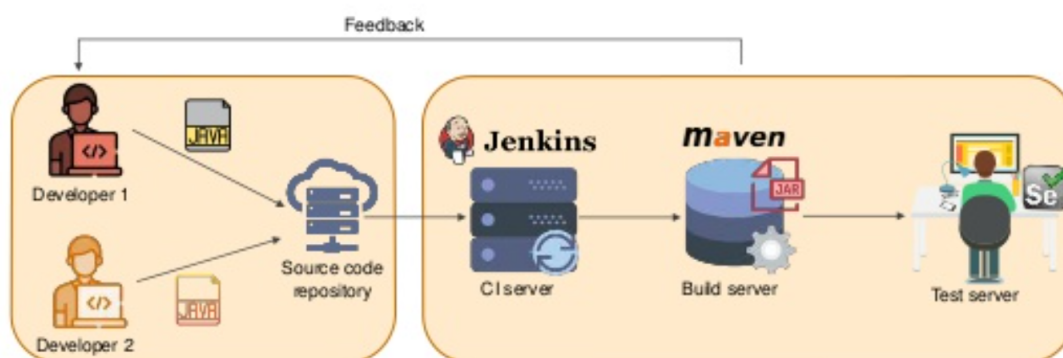 Feedback
JAVA
Developer 1
Jenkins
maven
JAR
Se
Source code
repository
CI server
Build server
Test server
JAVA
Developer 2